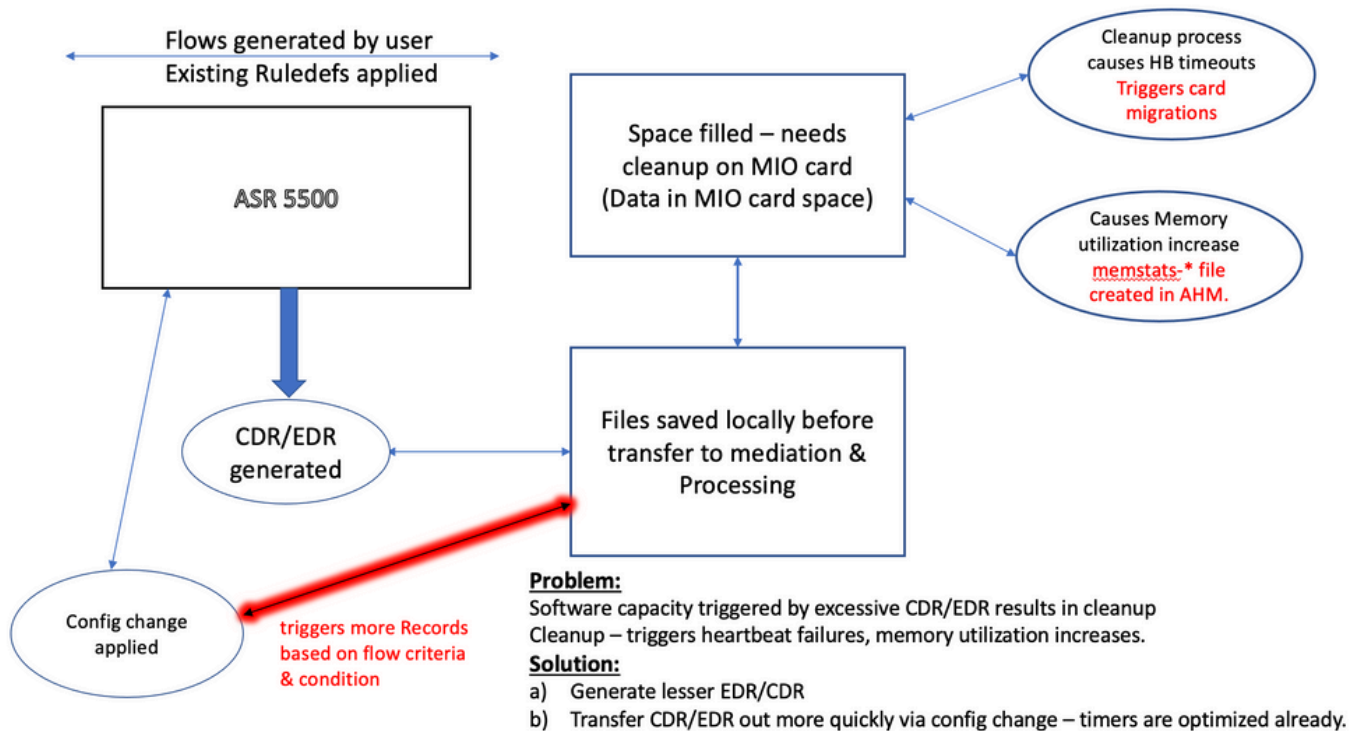 Flows generated by user
Existing Ruledefs applied
ASR 5500
CDR/EDR
generated
Config change
applied
triggers more Records
based on flow criteria
& condition
Space filled – needs
cleanup on MIO card
(Data in MIO card space)
Files saved locally before
transfer to mediation &
Processing
Cleanup process
causes HB timeouts
Triggers card
migrations
Causes Memory
utilization increase
memstats-* file
created in AHM.
Problem:
Software capacity triggered by excessive CDR/EDR results in cleanup
Cleanup – triggers heartbeat failures, memory utilization increases.
Solution:
a) Generate lesser EDR/CDR
b) Transfer CDR/EDR out more quickly via config change – timers are optimized already.